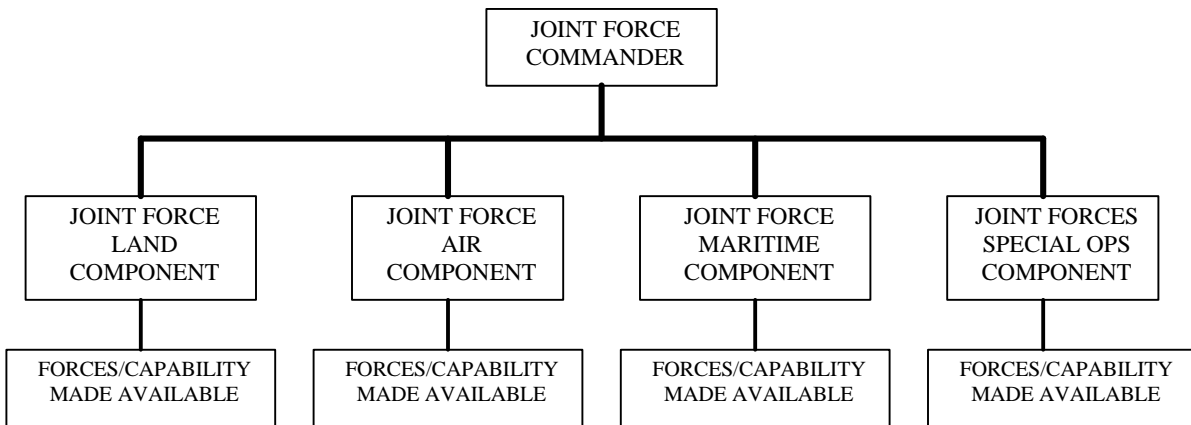 JOINT FORCE
COMMANDER
JOINT FORCE
LAND
COMPONENT
JOINT FORCE
AIR
COMPONENT
JOINT FORCE
MARITIME
COMPONENT
JOINT FORCES
SPECIAL OPS
COMPONENT
FORCES/CAPABILITY
MADE AVAILABLE
FORCES/CAPABILITY
MADE AVAILABLE
FORCES/CAPABILITY
MADE AVAILABLE
FORCES/CAPABILITY
MADE AVAILABLE